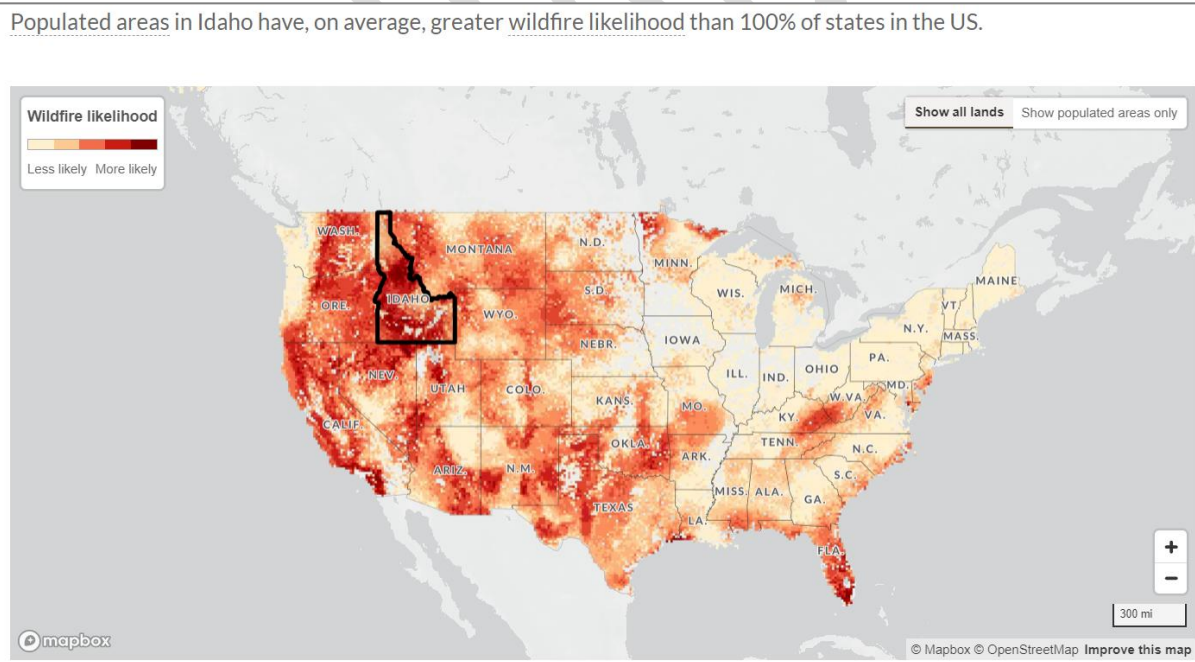 Populated areas in Idaho have, on average, greater wildfire likelihood than 100% of states in the US.
Wildfire likelihood
Less likely More likely
Show all lands Show populated areas only
WASH.
MONTANA
N.D.
MINN.
MAINE
ORE.
IDAHO
WYO.
S.D.
WIS.
MICH.
VT.
N.Y.
MASS.
NEBR.
IOWA
PA.
NEV.
UTAH
COLO.
KANS.
MO.
ILL.
IND.
OHIO
MD.
W.VA.
VA.
KY.
CALIF.
ARIZ.
N.M.
OKLA.
ARK.
TENN.
N.C.
S.C.
MISS.
ALA.
GA.
TEXAS
LA.
FLA.
+
−
300 mi
mapbox
© Mapbox © OpenStreetMap Improve this map